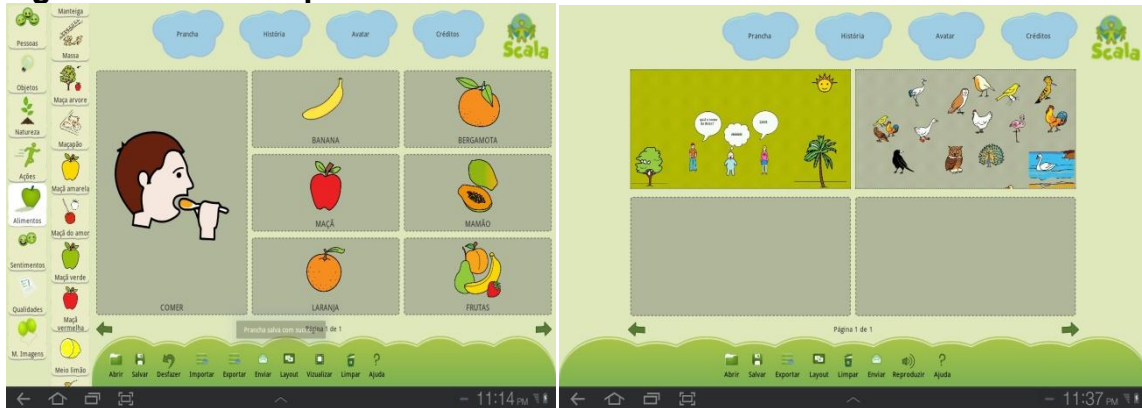 Pessoas
Objetos
Natureza
Ações
Alimentos
Sentimentos
Qualidades
M. Imagens
Manteiga
Massa
Maça arvore
Maçapão
Maçã amarela
Maçã do amor
Maçã verde
Maçã
vermelha
Meio limão
Prancha
História
Avatar
Créditos
Scala
COMER
BANANA
BERGAMOTA
MAÇÃ
MAMÃO
LARANJA
FRUTAS
Prancha salva com
Página 1 de 1
Abrir Salvar Desfazer Importar Exportar Enviar Layout Vizualizar Limpar Ajuda
11:14 PM
Prancha
História
Avatar
Créditos
Scala
Página 1 de 1
Abrir Salvar Exportar Layout Limpar Enviar Reproduzir Ajuda
11:37 PM